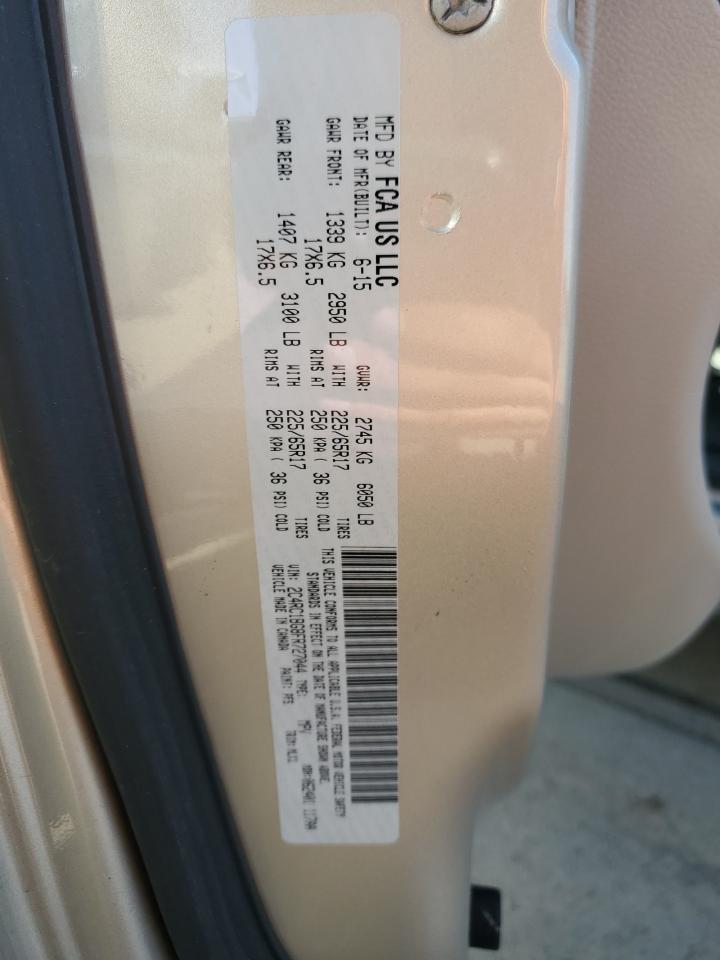 MFD BY FCA US LLC
DATE OF MFR(BUILT): 6-15 GVWR: 2745 KG 6050 LB
GAWR FRONT: 1339 KG 2950 LB WITH 225/65R17 TIRES
17X6.5 RIMS AT 250 KPA ( 36 PSI) COLD
GAWR REAR: 1407 KG 3100 LB WITH 225/65R17 TIRES
17X6.5 RIMS AT 250 KPA ( 36 PSI) COLD
THIS VEHICLE CONFORMS TO ALL APPLICABLE U.S.A. FEDERAL MOTOR VEHICLE SAFETY
STANDARDS IN EFFECT ON THE DATE OF MANUFACTURE SHOWN ABOVE.
VIN: 2C4RC1BG8FR727044 TYPE: MPV
VEHICLE MADE IN CANADA PAINT: PFS TRIM: